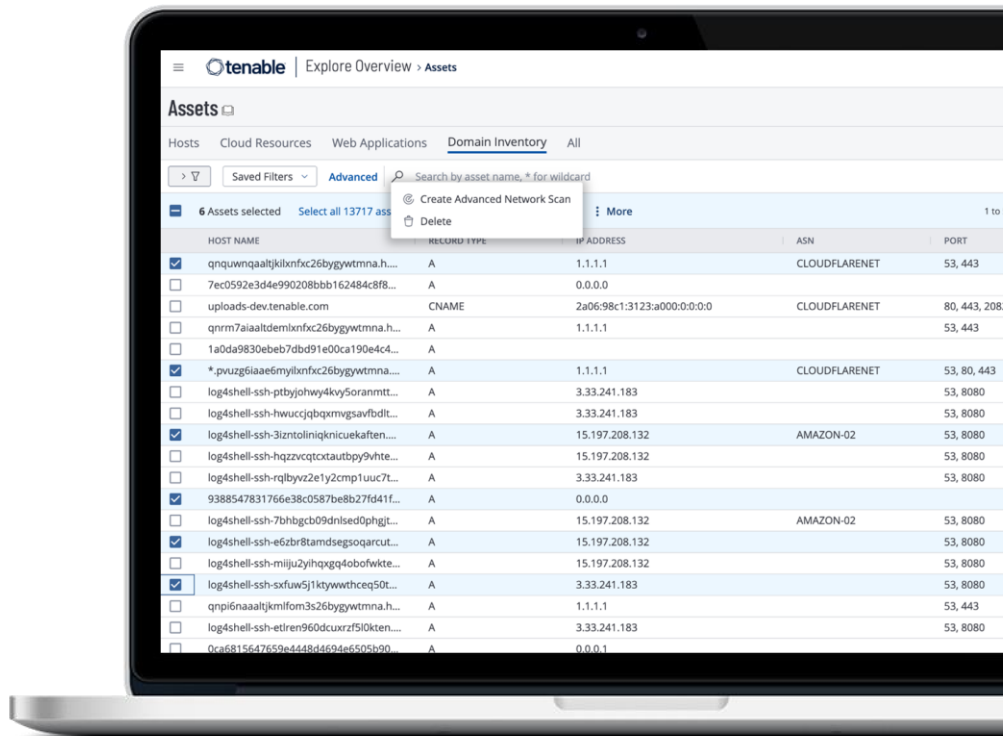 tenable | Explore Overview > Assets
Assets
Hosts Cloud Resources Web Applications Domain Inventory All
Saved Filters Advanced Search by asset name, * for wildcard
Create Advanced Network Scan
6 Assets selected Select all 13717 ass More 1 to
Delete
HOST NAME RECORD TYPE IP ADDRESS ASN PORT
qnquwnqaaltjkilxnfxc26bygywtmna.h.... A 1.1.1.1 CLOUDFLARENET 53, 443
7ec0592e3d4e990208bbb162484c8f8... A 0.0.0.0
uploads-dev.tenable.com CNAME 2a06:98c1:3123:a000:0:0:0:0 CLOUDFLARENET 80, 443, 208
qnrm7aiaaltdemlxnfxc26bygywtmna.h... A 1.1.1.1 53, 443
1a0da9830ebeb7dbd91e00ca190e4c4... A
*.pvuzg6iaae6myilxnfxc26bygywtmna.... A 1.1.1.1 CLOUDFLARENET 53, 80, 443
log4shell-ssh-ptbyjohwy4kvy5oranmtt... A 3.33.241.183 53, 8080
log4shell-ssh-hwuccjqbqxmvgsavfbdlt... A 3.33.241.183 53, 8080
log4shell-ssh-3izntoliniqknicuekaften.... A 15.197.208.132 AMAZON-02 53, 8080
log4shell-ssh-hqzzvcqtcxtautbpy9vhte... A 15.197.208.132 53, 8080
log4shell-ssh-rqlbyvz2e1y2cmp1uuc7t... A 3.33.241.183 53, 8080
9388547831766e38c0587be8b27fd41f... A 0.0.0.0
log4shell-ssh-7bhbgcb09dnlsed0phgjt... A 15.197.208.132 AMAZON-02 53, 8080
log4shell-ssh-e6zbr8tamdsegsoqarcut... A 15.197.208.132 53, 8080
log4shell-ssh-miiju2yihqxgq4obofwkte... A 15.197.208.132 53, 8080
log4shell-ssh-sxfuw5j1ktywwthceq50t... A 3.33.241.183 53, 8080
qnpi6naaaltjkmlfom3s26bygywtmna.h... A 1.1.1.1 53, 443
log4shell-ssh-etlren960dcuxrzf5l0kten.... A 3.33.241.183 53, 8080
0ca6815647659e4448d4694e6505b90... A 0.0.0.1